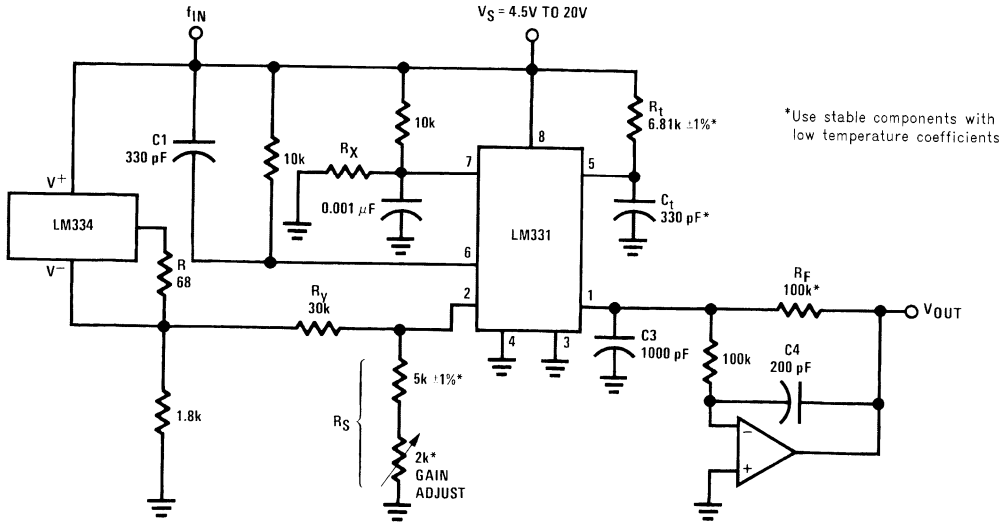 fIN
VS = 4.5V TO 20V
Rt
6.81k ±1%*
*Use stable components with
low temperature coefficients
C1
330 pF
10k
10k
RX
0.001 μF
7
8
5
Ct
330 pF*
LM331
V+
LM334
V−
R
68
6
2
1
4
3
Ry
30k
C3
1000 pF
RF
100k*
VOUT
100k
C4
200 pF
−
+
1.8k
RS
5k ±1%*
2k*
GAIN
ADJUST